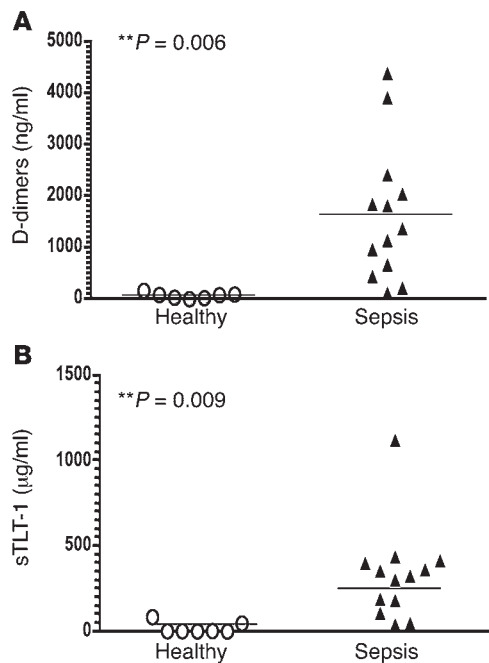 A
**P = 0.006
D-dimers (ng/ml)
5000
4000
3000
2000
1000
0
Healthy Sepsis
B
**P = 0.009
sTLT-1 (µg/ml)
1500
1000
500
0
Healthy Sepsis